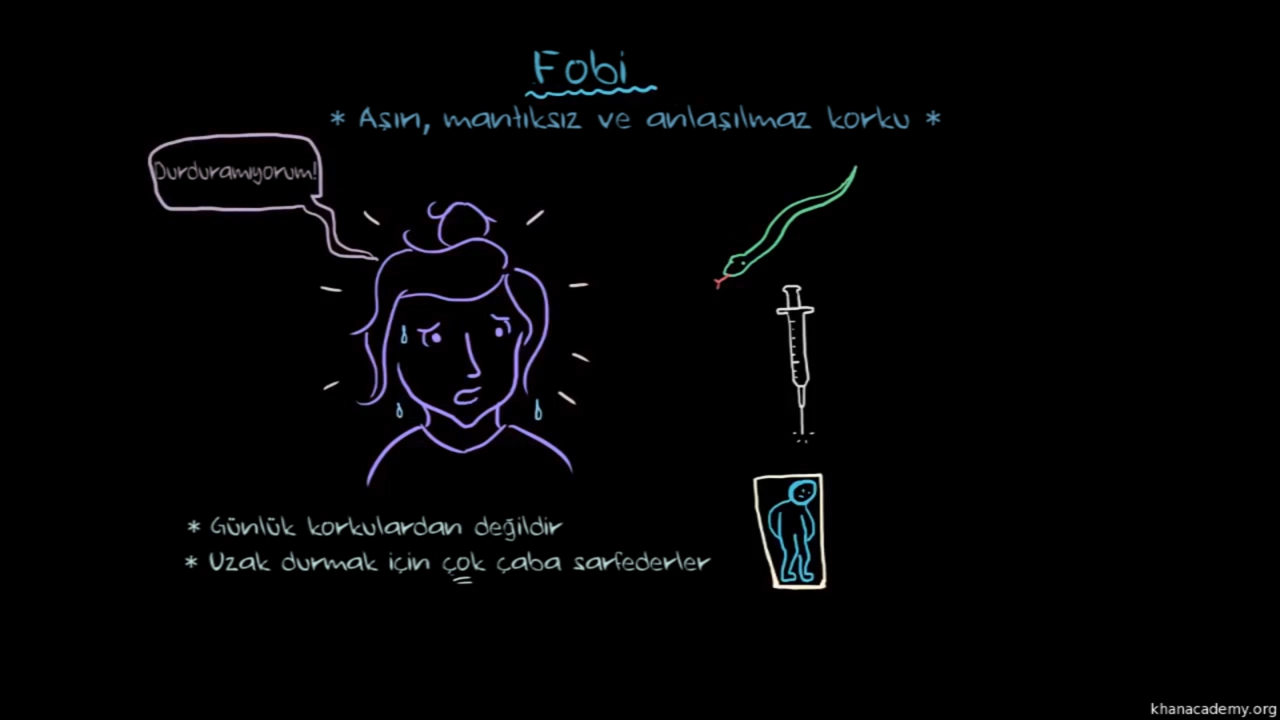 Fobi
* Aşırı, mantıksız ve anlaşılmaz korku *
Durduramıyorum!
* Günlük korkulardan değildir
* Uzak durmak için çok çaba sarfederler
khanacademy.org